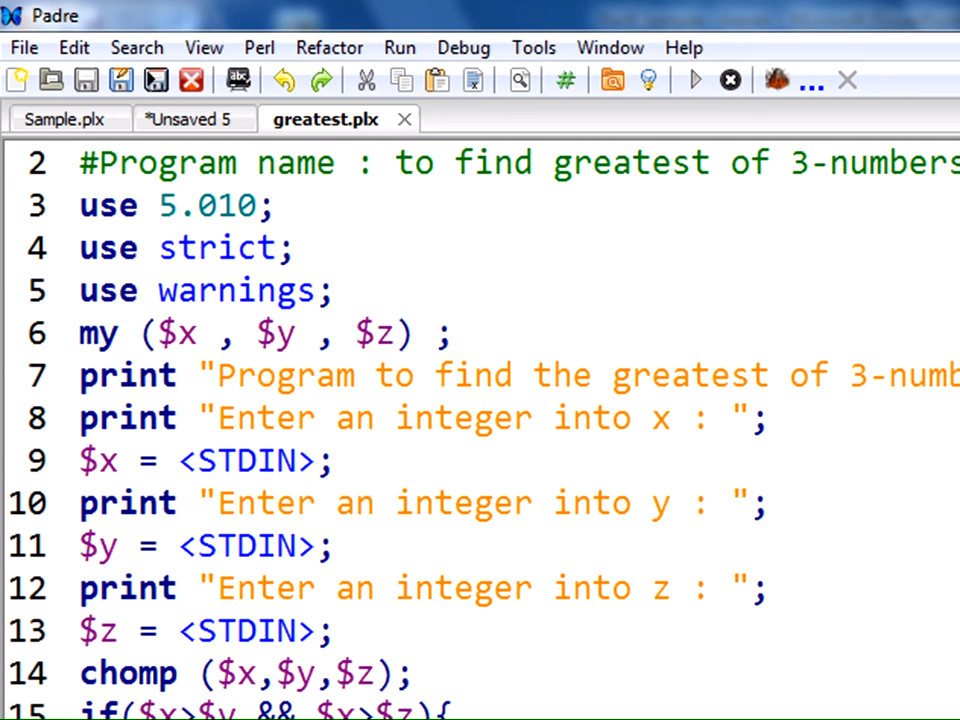 Padre
File Edit Search View Perl Refactor Run Debug Tools Window Help
abc #
Sample.plx *Unsaved 5 greatest.plx
2 #Program name : to find greatest of 3-numbers
3 use 5.010;
4 use strict;
5 use warnings;
6 my ($x , $y , $z) ;
7 print "Program to find the greatest of 3-numb
8 print "Enter an integer into x : ";
9 $x = <STDIN>;
10 print "Enter an integer into y : ";
11 $y = <STDIN>;
12 print "Enter an integer into z : ";
13 $z = <STDIN>;
14 chomp ($x,$y,$z);
15 if($x>$y && $x>$z){